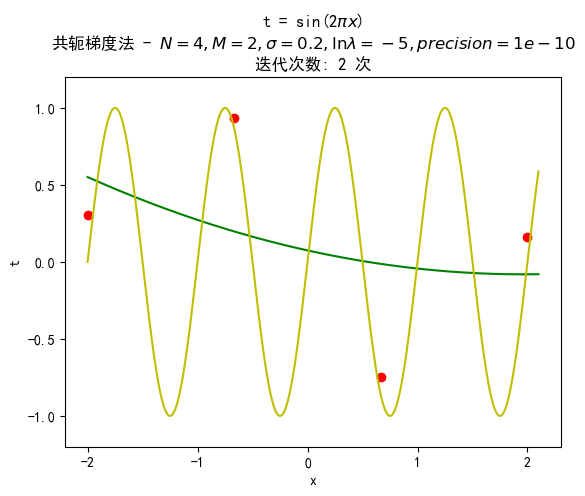 t = sin(2πx)
共轭梯度法 - N = 4, M = 2, σ = 0.2, lnλ = −5, precision = 1e − 10
迭代次数: 2 次
1.0
0.5
0.0
−0.5
−1.0
t
−2
−1
0
1
2
x